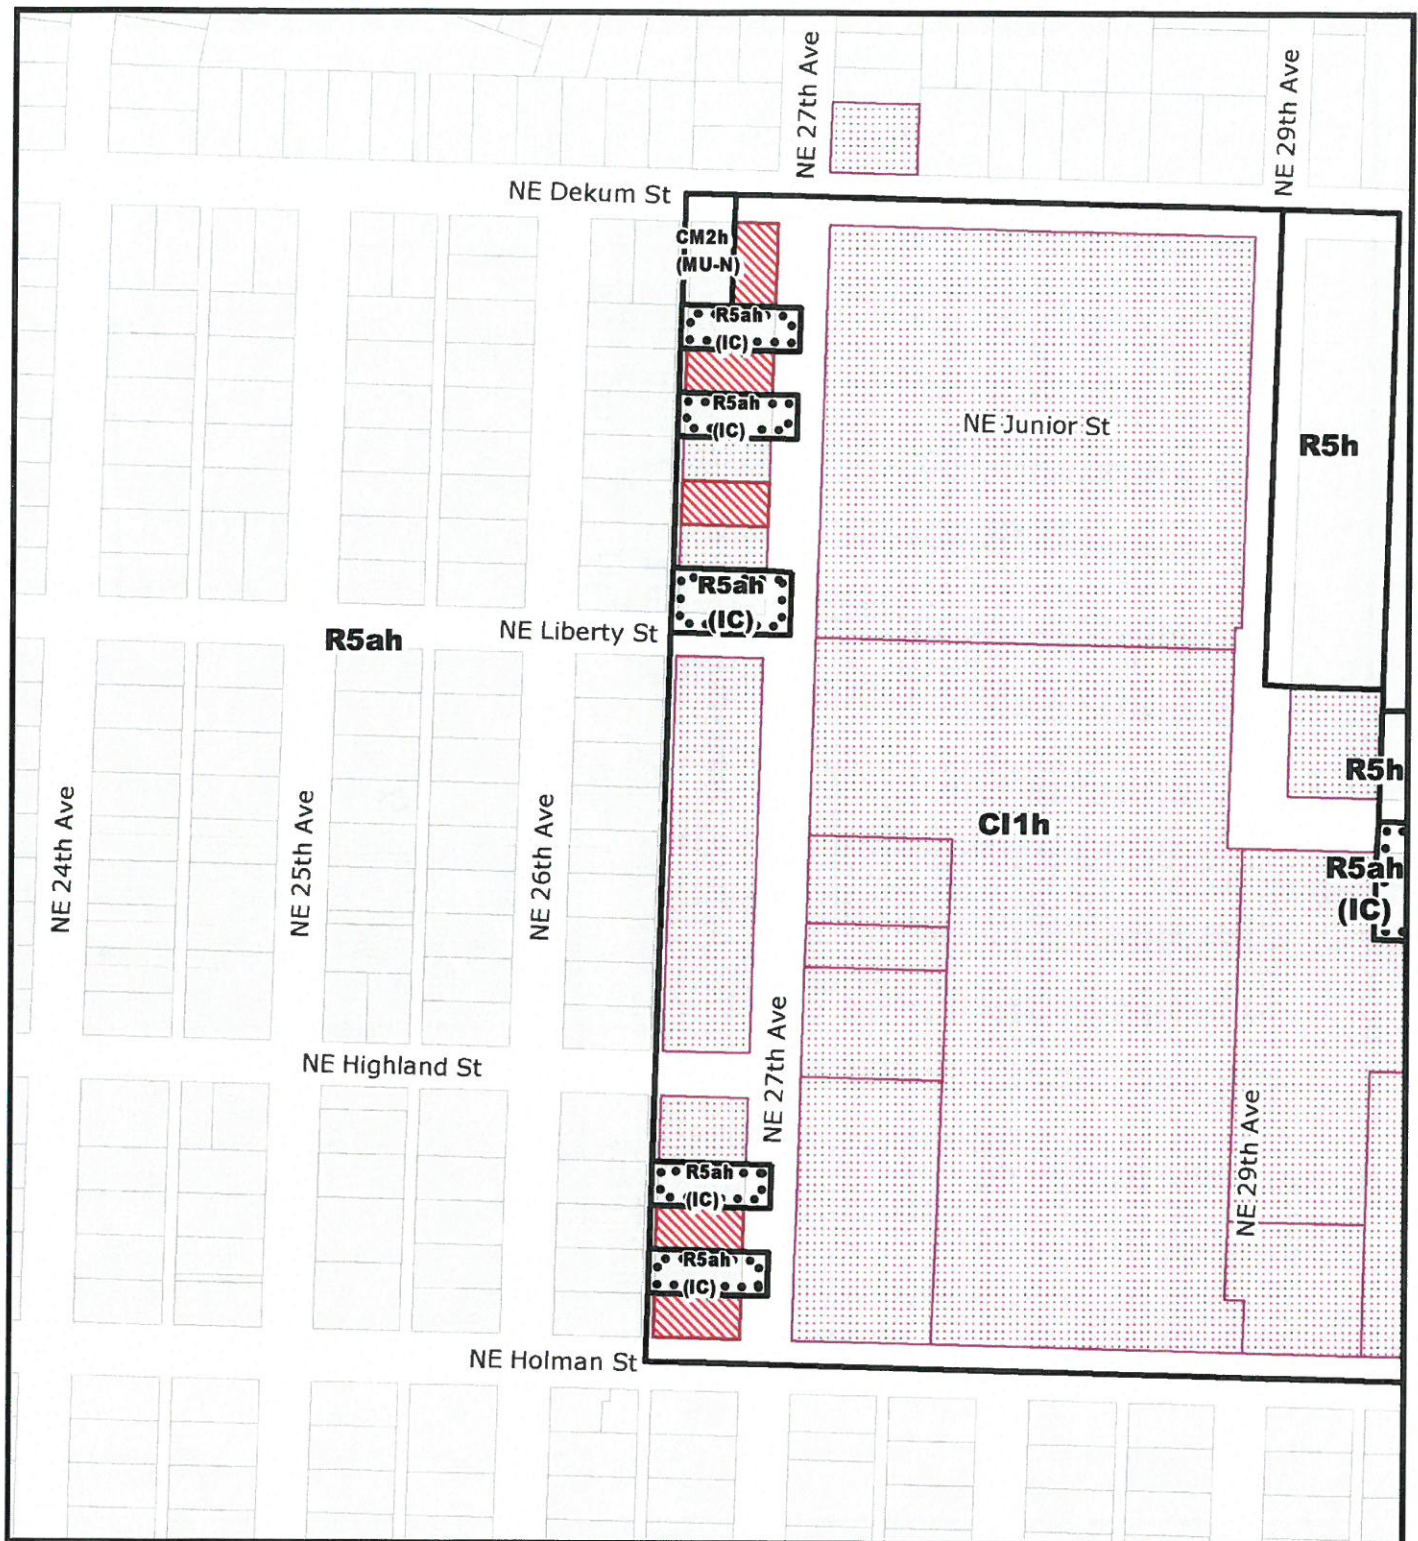 NE 27th Ave
NE 29th Ave
NE Dekum St
CM2h
(MU-N)
R5ah
(IC)
R5ah
(IC)
NE Junior St
R5h
R5ah
(IC)
NE Liberty St
R5ah
R5h
CI1h
NE 24th Ave
NE 25th Ave
NE 26th Ave
R5ah
(IC)
NE Highland St
NE 27th Ave
NE 29th Ave
R5ah
(IC)
R5ah
(IC)
NE Holman St